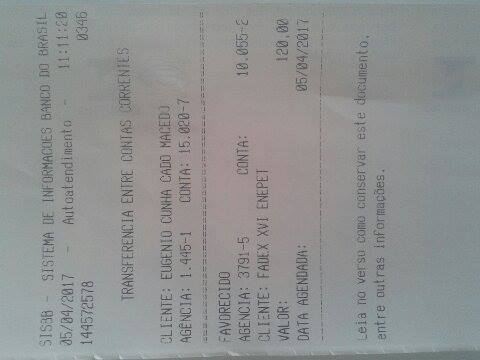 SISBB - SISTEMA DE INFORMACOES BANCO DO BRASIL
05/04/2017 - Autoatendimento - 11:11:20
144572578 0346
TRANSFERENCIA ENTRE CONTAS CORRENTES
CLIENTE: EUGENIO CUNHA CADO MACEDO
AGÊNCIA: 1.445-1 CONTA: 15.020-7
FAVORECIDO
AGENCIA: 3791-5 CONTA: 10.055-2
CLIENTE: FADEX XVI ENEPET
VALOR: 120,00
DATA AGENDADA: 05/04/2017
Leia no verso como conservar este documento,
entre outras informações.